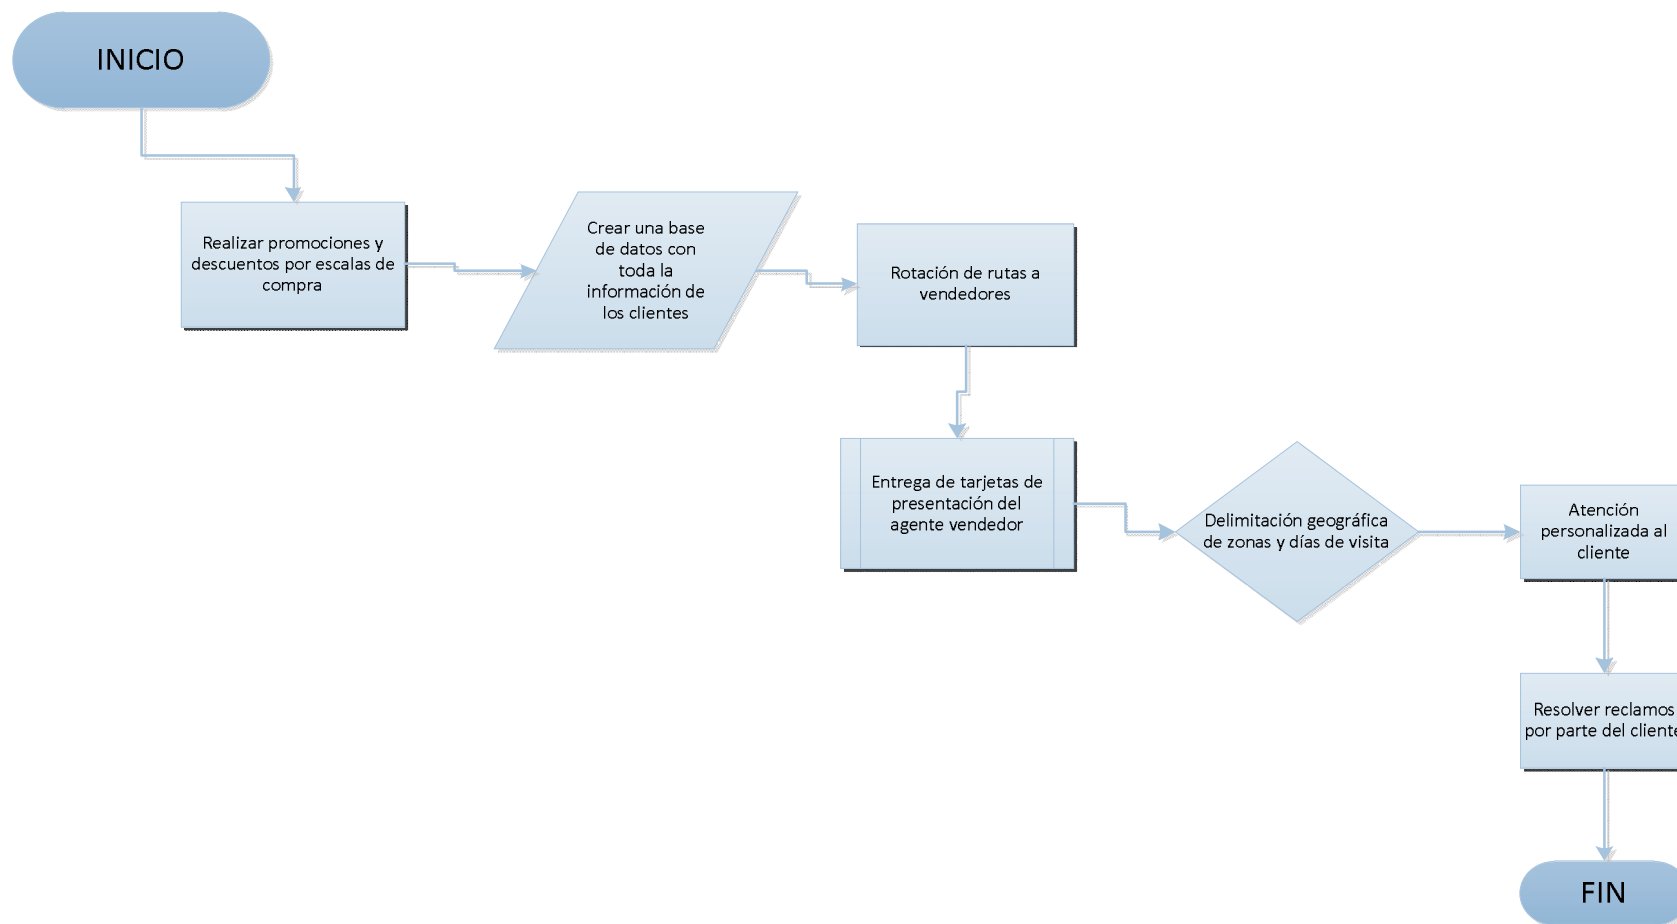 INICIO
Realizar promociones y
descuentos por escalas de
compra
Crear una base
de datos con
toda la
información de
los clientes
Rotación de rutas a
vendedores
Entrega de tarjetas de
presentación del
agente vendedor
Delimitación geográfica
de zonas y días de visita
Atención
personalizada al
cliente
Resolver reclamos
por parte del cliente
FIN